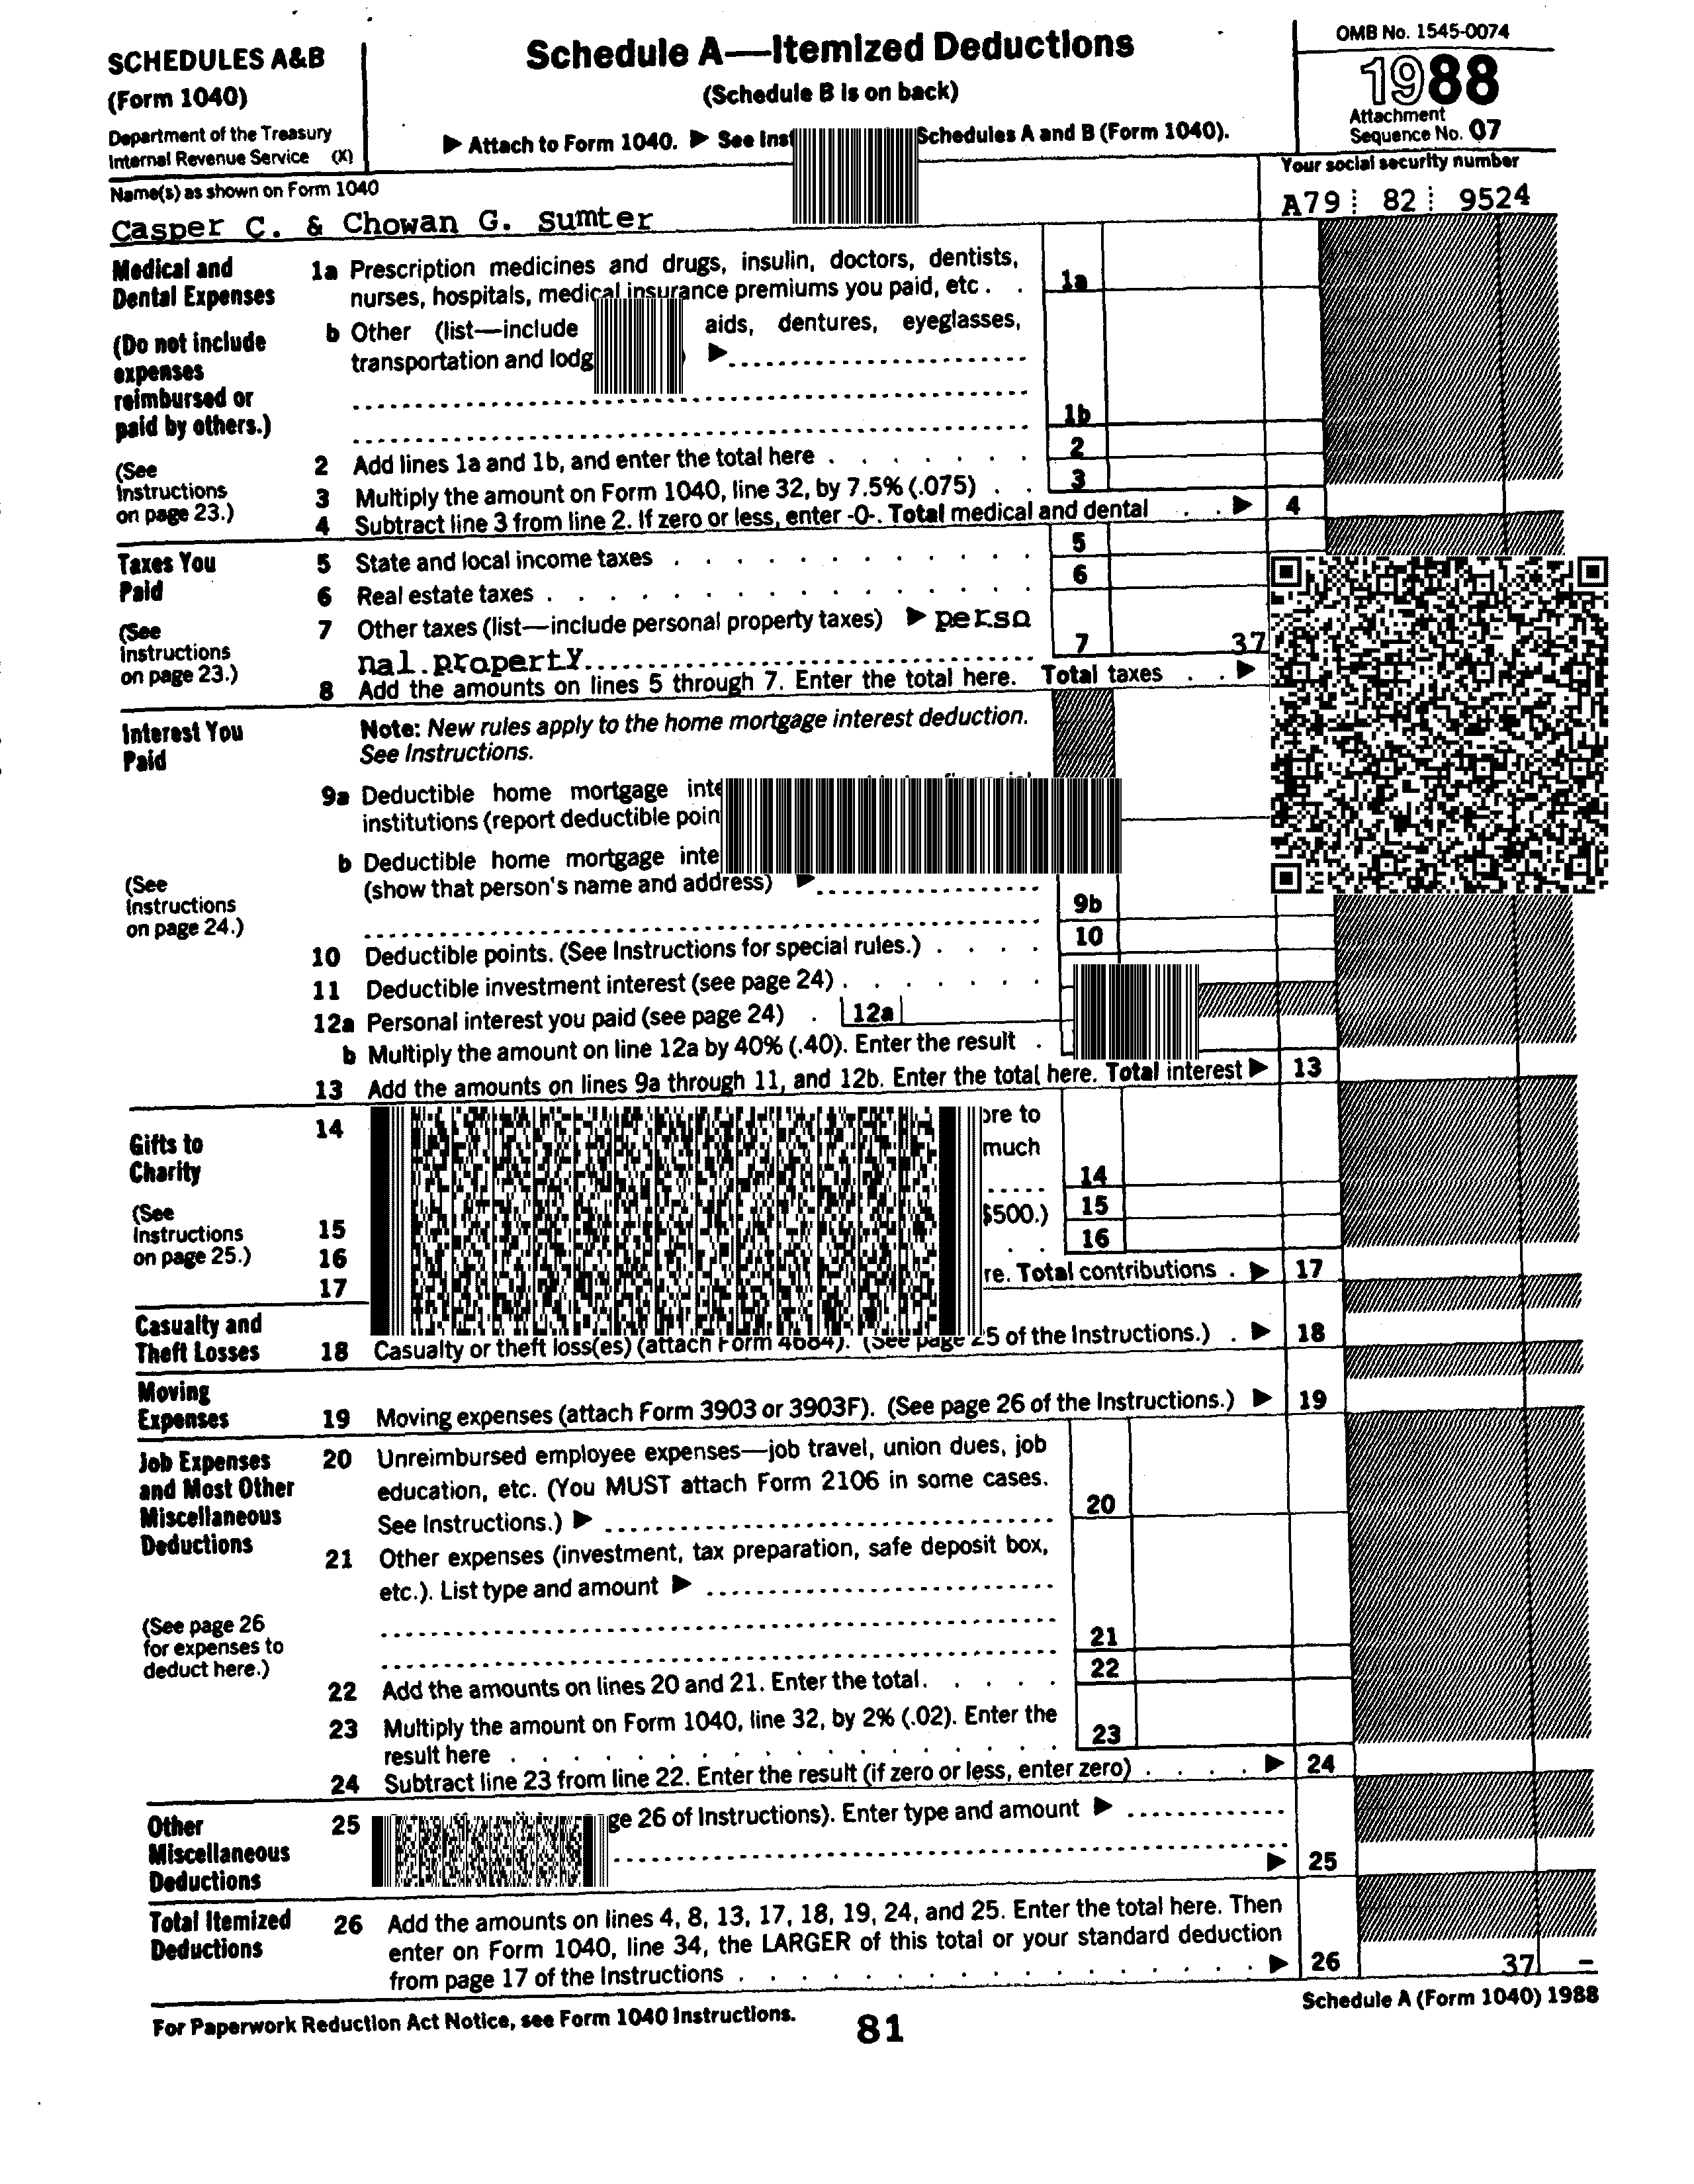 SCHEDULES A&B
(Form 1040)
Department of the Treasury
Internal Revenue Service (X)
Schedule A—Itemized Deductions
(Schedule B is on back)
▶ Attach to Form 1040. ▶ See Schedules A and B (Form 1040).
OMB No. 1545-0074
1988
Attachment
Sequence No. 07
Name(s) as shown on Form 1040
Your social security number
Casper C. & Chowan G. Sumter
A79 82 9524
Medical and
Dental Expenses
(Do not include
expenses
reimbursed or
paid by others.)
(See
Instructions
on page 23.)
1a Prescription medicines and drugs, insulin, doctors, dentists,
nurses, hospitals, medical insurance premiums you paid, etc . . 1a
b Other (list—include aids, dentures, eyeglasses,
transportation and ▶
1b
2 Add lines 1a and 1b, and enter the total here . . . . . . . 2
3 Multiply the amount on Form 1040, line 32, by 7.5% (.075) . . 3
4 Subtract line 3 from line 2. If zero or less, enter -0-. Total medical and dental . . ▶ 4
Taxes You
Paid
(See
Instructions
on page 23.)
5 State and local income taxes . . . . . . . . . . . . 5
6 Real estate taxes . . . . . . . . . . . . . . . . 6
7 Other taxes (list—include personal property taxes) ▶ perso
nal.property 7 37
8 Add the amounts on lines 5 through 7. Enter the total here. Total taxes . . ▶
Interest You
Paid
(See
Instructions
on page 24.)
Note: New rules apply to the home mortgage interest deduction.
See Instructions.
9a Deductible home mortgage
institutions (report deductible
b Deductible home mortgage
(show that person's name and address) ▶
9b
10 Deductible points. (See Instructions for special rules.) . . . . 10
11 Deductible investment interest (see page 24) . . . . . . .
12a Personal interest you paid (see page 24) . 12a
b Multiply the amount on line 12a by 40% (.40). Enter the result .
13 Add the amounts on lines 9a through 11, and 12b. Enter the total here. Total interest ▶ 13
Gifts to
Charity
(See
Instructions
on page 25.)
14 to
much
14
15 $500.) 15
16 . . 16
17 Total contributions . ▶ 17
Casualty and
Theft Losses
18 Casualty or theft loss(es) (attach Form 4684). (See page 25 of the Instructions.) . ▶ 18
Moving
Expenses
19 Moving expenses (attach Form 3903 or 3903F). (See page 26 of the Instructions.) ▶ 19
Job Expenses
and Most Other
Miscellaneous
Deductions
(See page 26
for expenses to
deduct here.)
20 Unreimbursed employee expenses—job travel, union dues, job
education, etc. (You MUST attach Form 2106 in some cases.
See Instructions.) ▶ 20
21 Other expenses (investment, tax preparation, safe deposit box,
etc.). List type and amount ▶
21
22 Add the amounts on lines 20 and 21. Enter the total. . . . . 22
23 Multiply the amount on Form 1040, line 32, by 2% (.02). Enter the
result here . . . . . . . . . . . . . . . . . . 23
24 Subtract line 23 from line 22. Enter the result (if zero or less, enter zero) . . . . ▶ 24
Other
Miscellaneous
Deductions
25 26 of Instructions). Enter type and amount ▶
▶ 25
Total Itemized
Deductions
26 Add the amounts on lines 4, 8, 13, 17, 18, 19, 24, and 25. Enter the total here. Then
enter on Form 1040, line 34, the LARGER of this total or your standard deduction
from page 17 of the Instructions . . . . . . . . . . . . . . . . . ▶ 26 37 –
For Paperwork Reduction Act Notice, see Form 1040 Instructions.
81
Schedule A (Form 1040) 1988